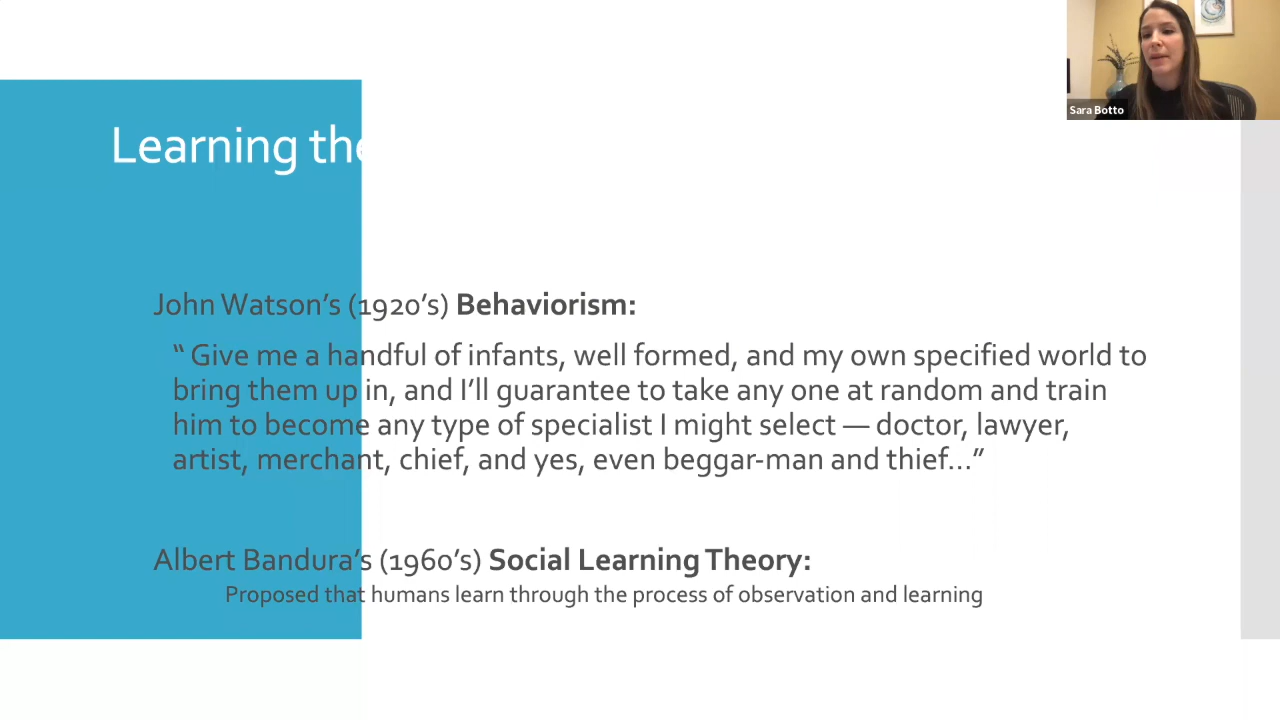 Sara Botto
Learning the
John Watson’s (1920’s) Behaviorism:
“ Give me a handful of infants, well formed, and my own specified world to
bring them up in, and I’ll guarantee to take any one at random and train
him to become any type of specialist I might select — doctor, lawyer,
artist, merchant, chief, and yes, even beggar-man and thief...”
Albert Bandura’s (1960’s) Social Learning Theory:
Proposed that humans learn through the process of observation and learning